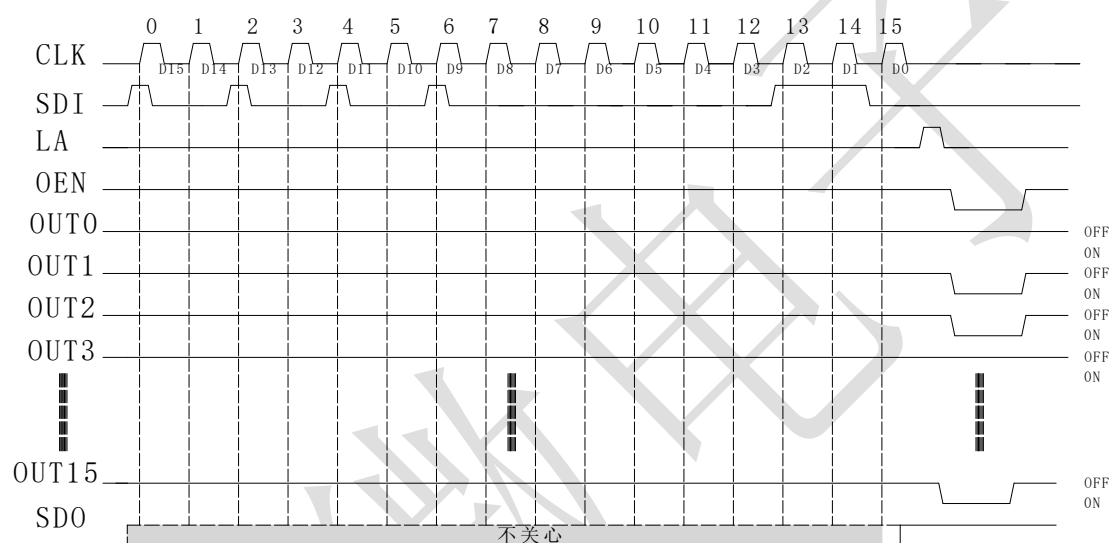 0 1 2 3 4 5 6 7 8 9 10 11 12 13 14 15
CLK
D15 D14 D13 D12 D11 D10 D9 D8 D7 D6 D5 D4 D3 D2 D1 D0
SDI
LA
OEN
OUT0
OFF
ON
OUT1
OFF
ON
OUT2
OFF
ON
OUT3
OFF
ON
OUT15
OFF
ON
SDO
不关心